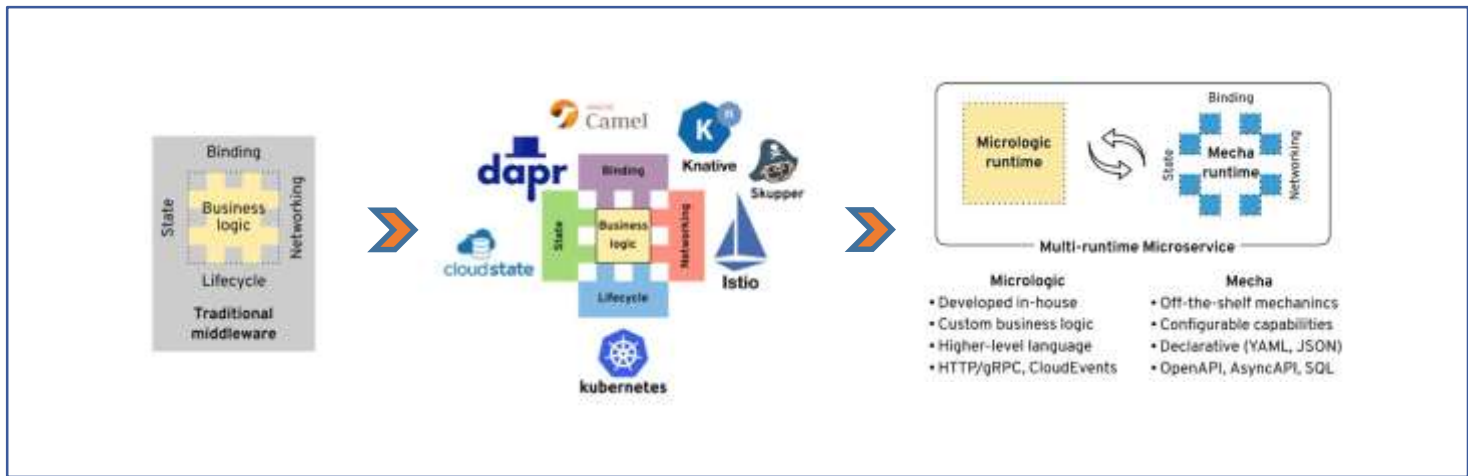 Binding
State
Business
logic
Networking
Lifecycle
Traditional
middleware
Camel
dapr
Knative
Skupper
Binding
State
Business
logic
Networking
cloudstate
Istio
Lifecycle
kubernetes
Binding
Micrologic
runtime
State
Mecha
runtime
Networking
Multi-runtime Microservice
Micrologic
• Developed in-house
• Custom business logic
• Higher-level language
• HTTP/gRPC, CloudEvents
Mecha
• Off-the-shelf mechanincs
• Configurable capabilities
• Declarative (YAML, JSON)
• OpenAPI, AsyncAPI, SQL